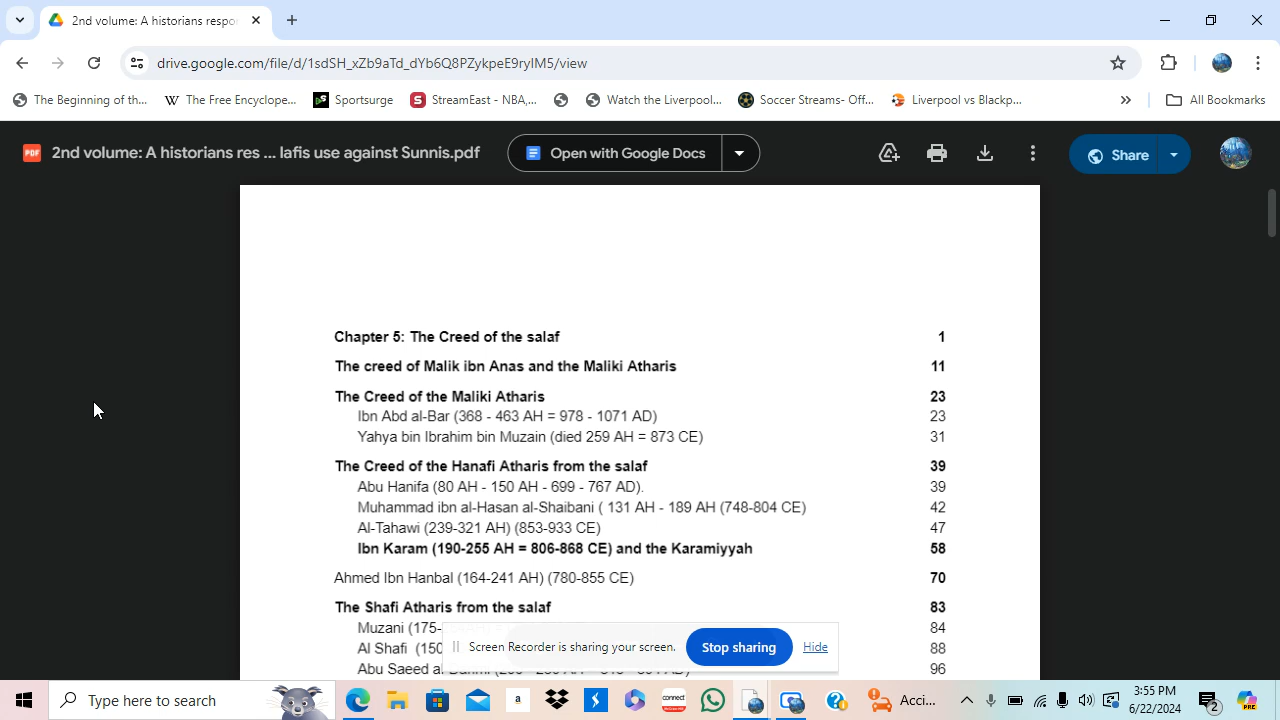 2nd volume: A historians respo
drive.google.com/file/d/1sdSH_xZb9aTd_dYb6Q8PZykpeE9rylM5/view
The Beginning of th...
The Free Encyclope...
Sportsurge
StreamEast - NBA,...
Watch the Liverpool...
Soccer Streams- Off...
Liverpool vs Blackp...
All Bookmarks
PDF
2nd volume: A historians res ... lafis use against Sunnis.pdf
Open with Google Docs
Share
Chapter 5: The Creed of the salaf 1
The creed of Malik ibn Anas and the Maliki Atharis 11
The Creed of the Maliki Atharis 23
Ibn Abd al-Bar (368 - 463 AH = 978 - 1071 AD) 23
Yahya bin Ibrahim bin Muzain (died 259 AH = 873 CE) 31
The Creed of the Hanafi Atharis from the salaf 39
Abu Hanifa (80 AH - 150 AH - 699 - 767 AD). 39
Muhammad ibn al-Hasan al-Shaibani ( 131 AH - 189 AH (748-804 CE) 42
Al-Tahawi (239-321 AH) (853-933 CE) 47
Ibn Karam (190-255 AH = 806-868 CE) and the Karamiyyah 58
Ahmed Ibn Hanbal (164-241 AH) (780-855 CE) 70
The Shafi Atharis from the salaf 83
Muzani (175- 84
Al Shafi (150 88
Abu Saeed 96
Screen Recorder is sharing your screen.
Stop sharing
Hide
Type here to search
a
connect
Acci...
3:55 PM
6/22/2024
2
PRE